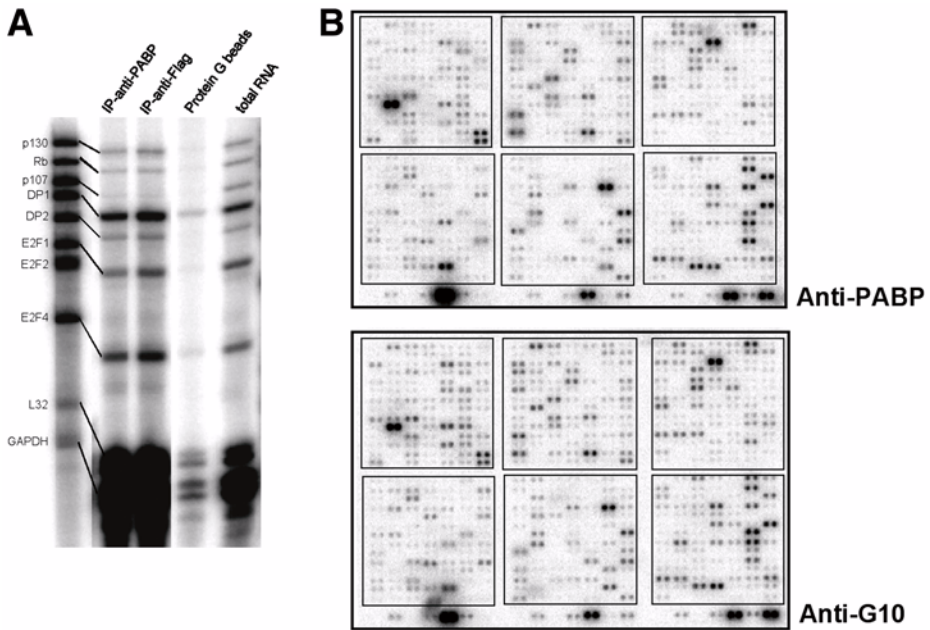 A
B
IP-anti-PABP
IP-anti-Flag
Protein G beads
total RNA
p130
Rb
p107
DP1
DP2
E2F1
E2F2
E2F4
L32
GAPDH
Anti-PABP
Anti-G10